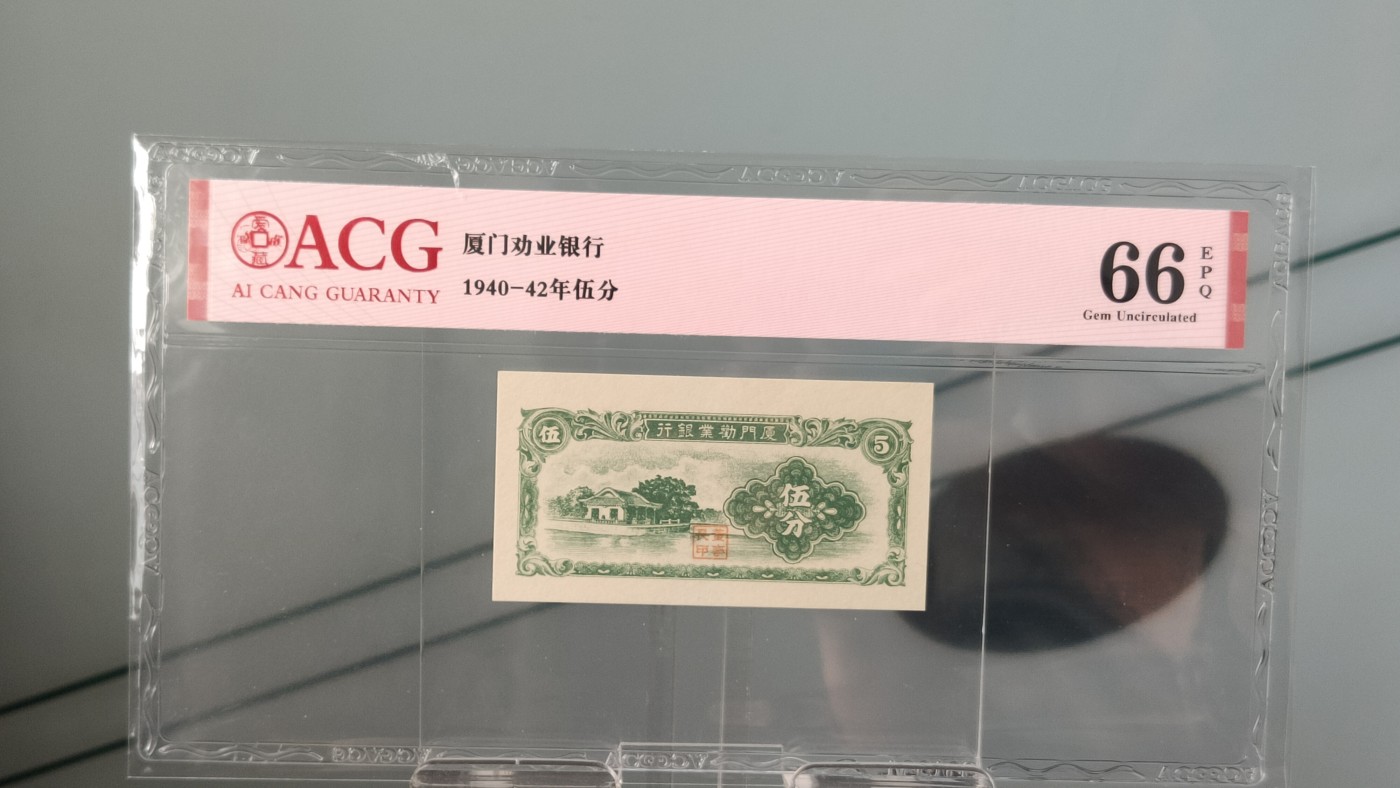 ACG
AI CANG GUARANTY
厦门劝业银行
1940-42年伍分
66
EPQ
Gem Uncirculated
行銀業勸門厦
伍
5
伍分